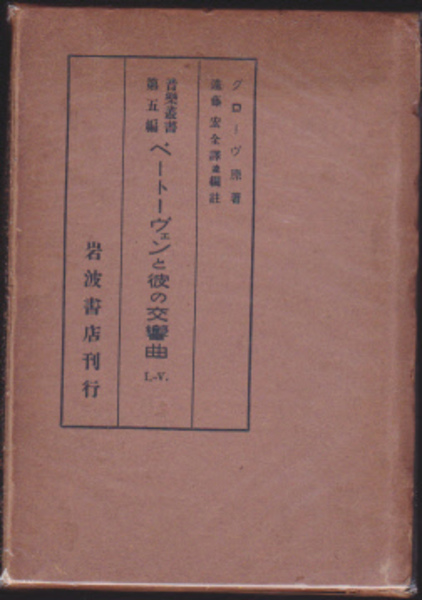 グローヴ原著
遠藤宏全譯並編註
音樂叢書
第五編
ベートーヴェンと彼の交響曲
I.-V.
岩波書店刊行